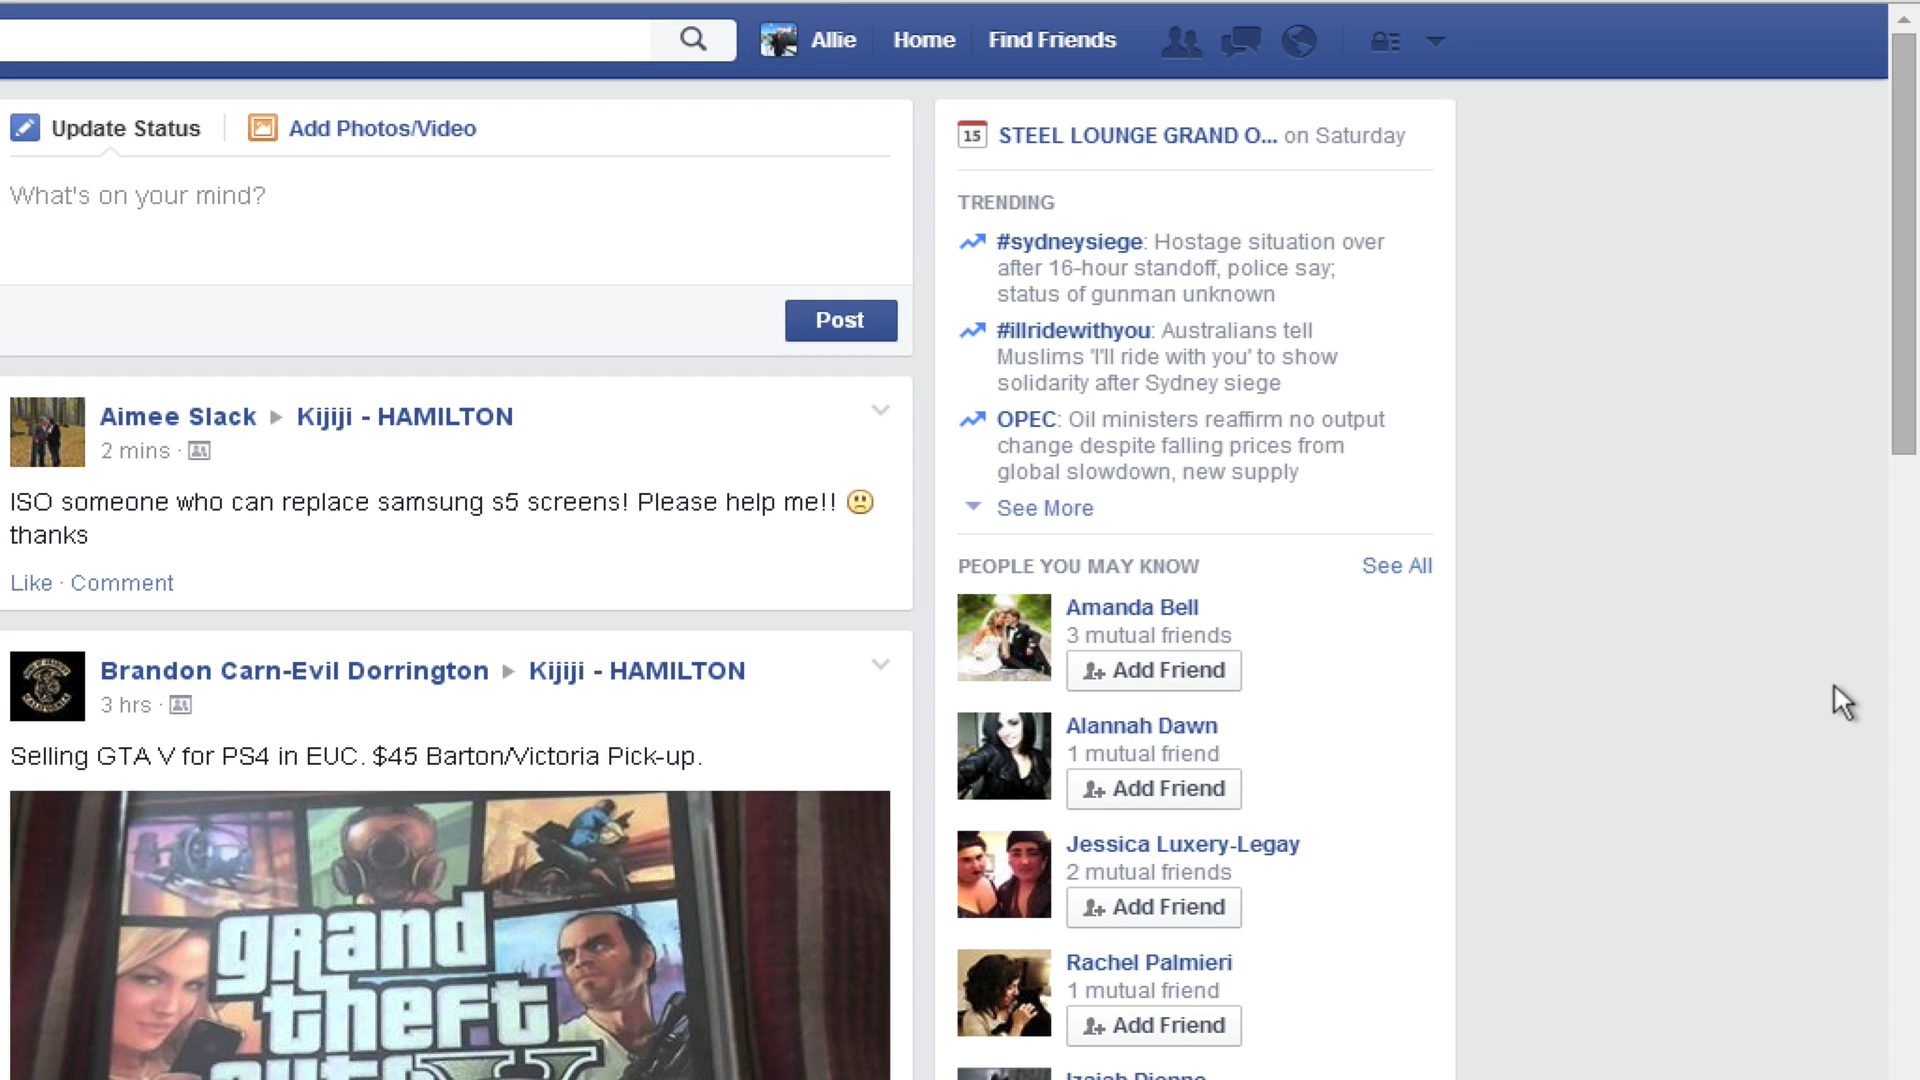 Allie Home Find Friends
Update Status Add Photos/Video
What's on your mind?
Post
Aimee Slack Kijiji - HAMILTON
2 mins ·
ISO someone who can replace samsung s5 screens! Please help me!!
thanks
Like · Comment
Brandon Carn-Evil Dorrington Kijiji - HAMILTON
3 hrs ·
Selling GTA V for PS4 in EUC. $45 Barton/Victoria Pick-up.
grand
theft
auto
V
15 STEEL LOUNGE GRAND O... on Saturday
TRENDING
#sydneysiege: Hostage situation over
after 16-hour standoff, police say;
status of gunman unknown
#illridewithyou: Australians tell
Muslims 'I'll ride with you' to show
solidarity after Sydney siege
OPEC: Oil ministers reaffirm no output
change despite falling prices from
global slowdown, new supply
See More
PEOPLE YOU MAY KNOW See All
Amanda Bell
3 mutual friends
Add Friend
Alannah Dawn
1 mutual friend
Add Friend
Jessica Luxery-Legay
2 mutual friends
Add Friend
Rachel Palmieri
1 mutual friend
Add Friend